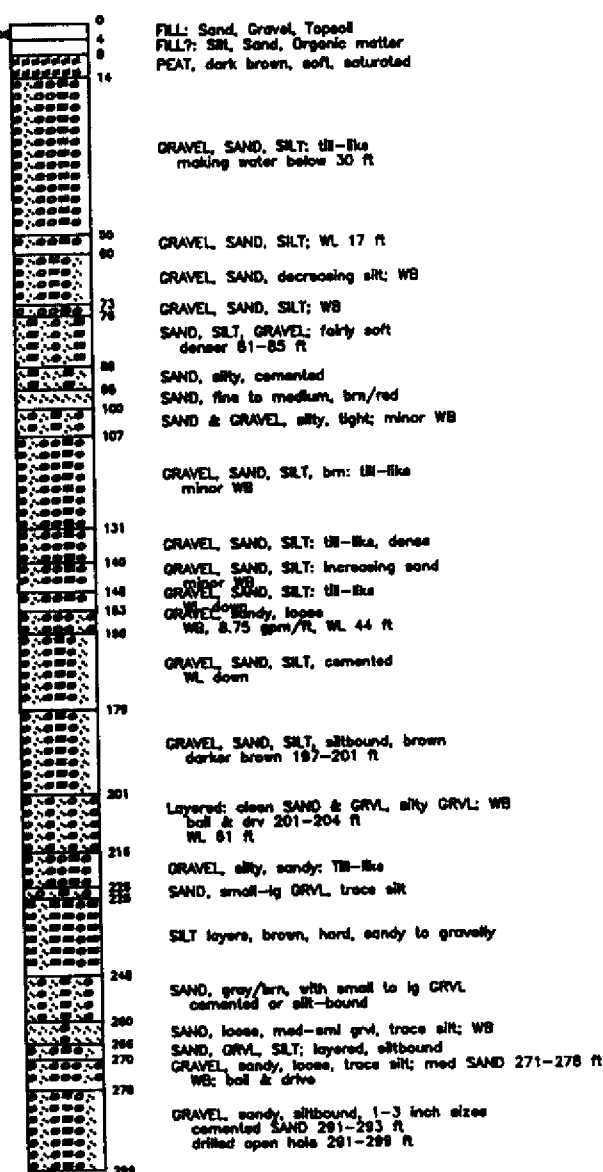 0
FILL: Sand, Gravel, Topsoil
4
FILL?: Silt, Sand, Organic matter
8
PEAT, dark brown, soft, saturated
14
GRAVEL, SAND, SILT: till-like
making water below 30 ft
GRAVEL, SAND, SILT; WL 17 ft
60
GRAVEL, SAND, decreasing silt; WB
73
GRAVEL, SAND, SILT; WB
76
SAND, SILT, GRAVEL; fairly soft
denser 81-85 ft
SAND, silty, cemented
SAND, fine to medium, brn/red
100
SAND & GRAVEL, silty, tight; minor WB
107
GRAVEL, SAND, SILT, brn: till-like
minor WB
131
GRAVEL, SAND, SILT: till-like, dense
140
GRAVEL, SAND, SILT: increasing sand
minor WB
GRAVEL, SAND, SILT: till-like
WL down
153
GRAVEL, sandy, loose
WB, 8.75 gpm/ft, WL 44 ft
GRAVEL, SAND, SILT, cemented
WL down
179
GRAVEL, SAND, SILT, siltbound, brown
darker brown 197-201 ft
201
Layered: clean SAND & GRVL, silty GRVL; WB
bail & drv 201-204 ft
WL 61 ft
216
GRAVEL, silty, sandy: Till-like
SAND, small-lg GRVL, trace silt
SILT layers, brown, hard, sandy to gravelly
248
SAND, gray/brn, with small to lg GRVL
cemented or silt-bound
260
SAND, loose, med-sml grvl, trace silt; WB
266
SAND, GRVL, SILT; layered, siltbound
270
GRAVEL, sandy, loose, trace silt; med SAND 271-278 ft
WB; bail & drive
278
GRAVEL, sandy, siltbound, 1-3 inch sizes
cemented SAND 291-293 ft
drilled open hole 281-299 ft
299